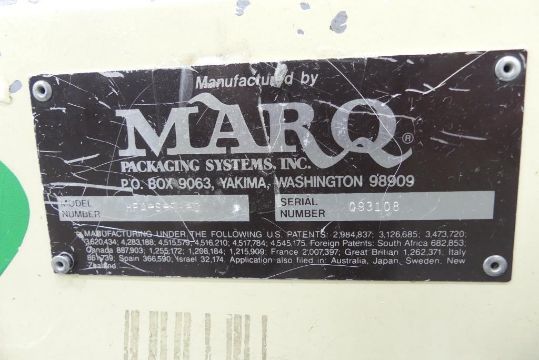 Manufactured by
MARQ®
PACKAGING SYSTEMS, INC.
P.O. BOX 9063, YAKIMA, WASHINGTON 98909
MODEL NUMBER
SERIAL NUMBER 093108
MANUFACTURING UNDER THE FOLLOWING U.S. PATENTS: 2,984,837; 3,126,685; 3,473,720;
3,620,434; 4,283,188; 4,515,579; 4,516,210; 4,517,784; 4,545,175. Foreign Patents: South Africa 682,853,
Canada 887,903; 1,255,172; 1,298,184; 1,215,909; France 2,007,397; Great Britian 1,262,371, Italy
861,739; Spain 366,590, Israel 32,174. Application also filed in: Australia, Japan, Sweden, New
Zealand